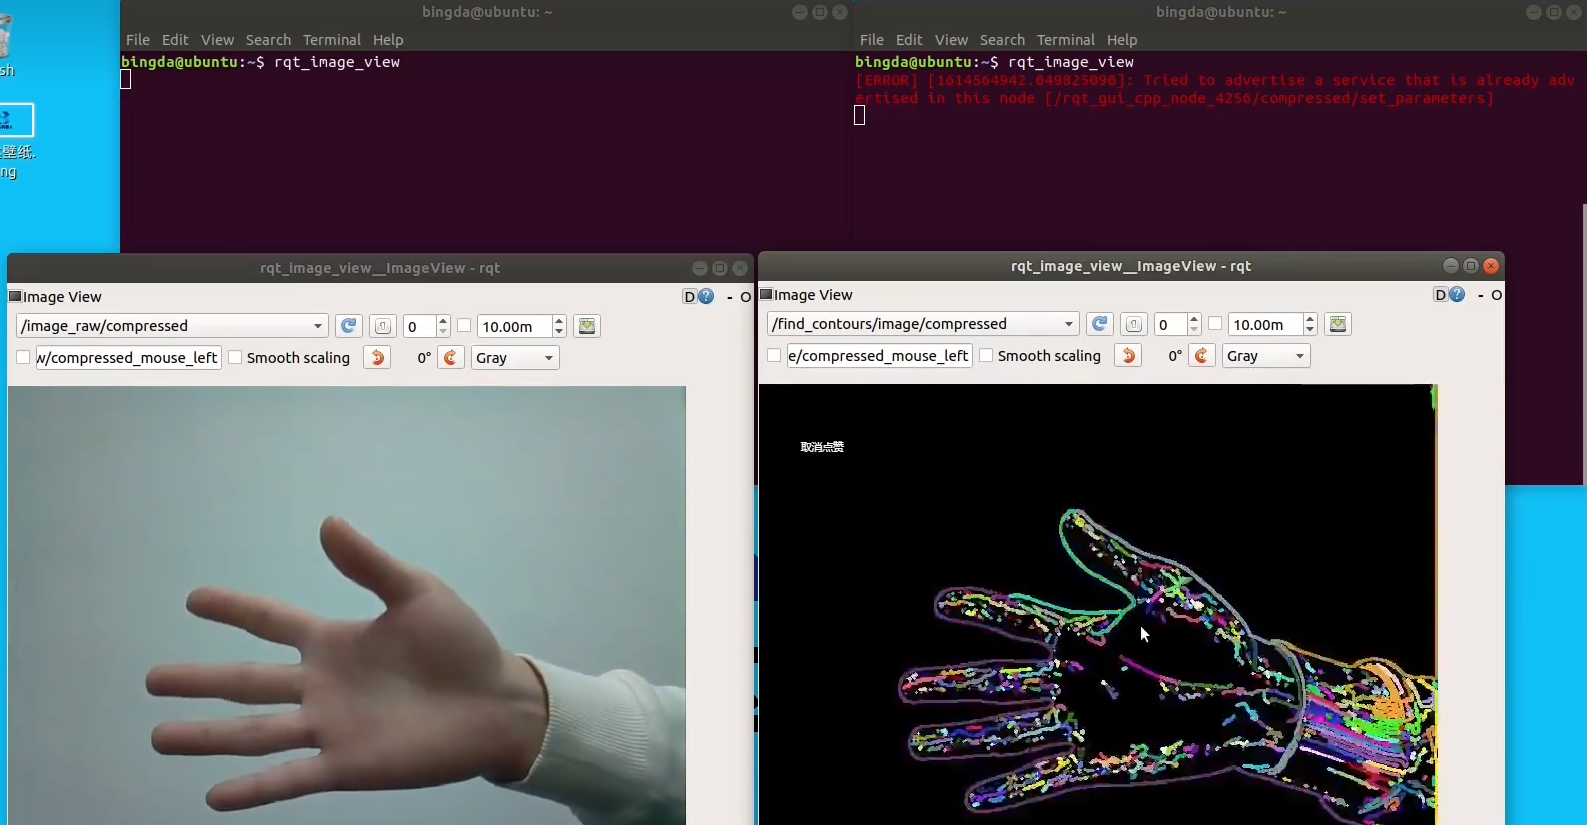 bingda@ubuntu: ~
File Edit View Search Terminal Help
bingda@ubuntu:~$ rqt_image_view
bingda@ubuntu: ~
File Edit View Search Terminal Help
bingda@ubuntu:~$ rqt_image_view
[ERROR] [1614564942.049825090]: Tried to advertise a service that is already adv
ertised in this node [/rqt_gui_cpp_node_4256/compressed/set_parameters]
sh
壁纸.
ng
rqt_image_view__ImageView - rqt
Image View
D ? - O
/image_raw/compressed 0 10.00m
w/compressed_mouse_left Smooth scaling 0° Gray
rqt_image_view__ImageView - rqt
Image View
D ? - O
/find_contours/image/compressed 0 10.00m
e/compressed_mouse_left Smooth scaling 0° Gray
取消点赞